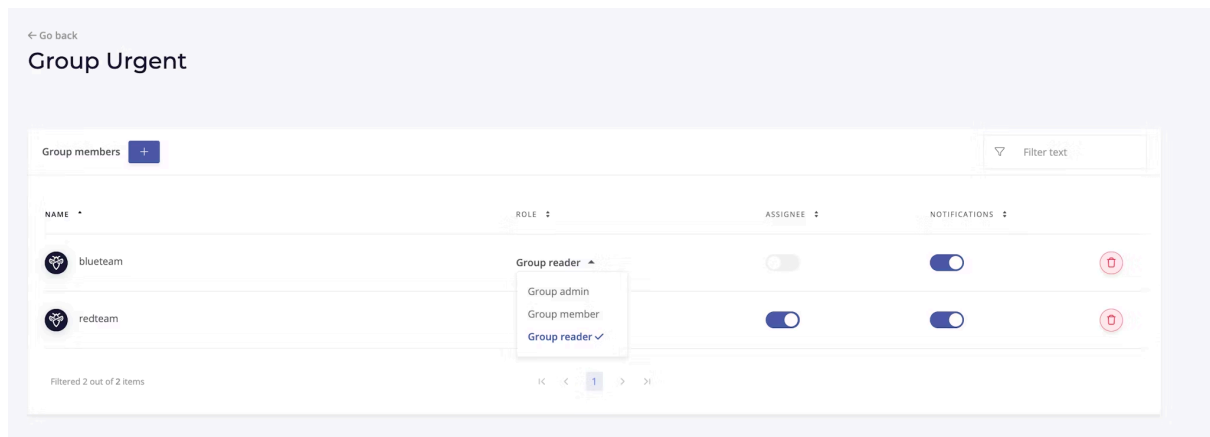 Go back
Group Urgent
Group members +
Filter text
NAME ROLE ASSIGNEE NOTIFICATIONS
blueteam Group reader
Group admin
Group member
redteam
Group reader
Filtered 2 out of 2 items 1